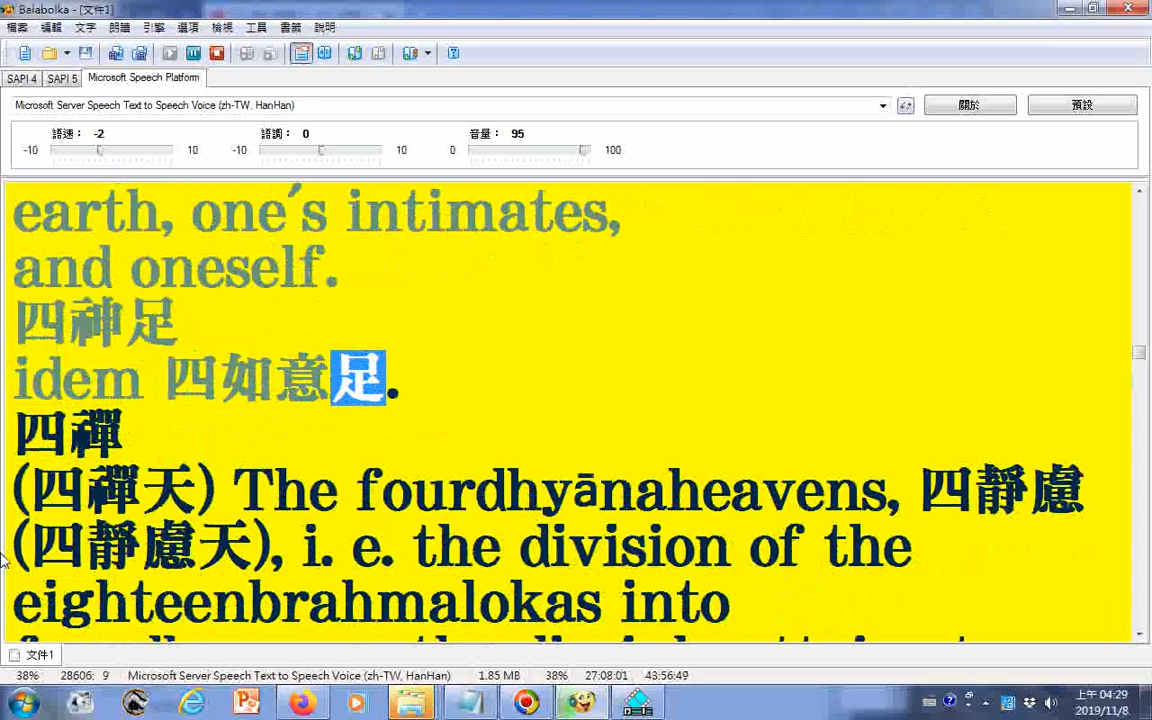 Balabolka - [文件1]
檔案 編輯 文字 朗讀 引擎 選項 檢視 工具 書籤 說明
SAPI 4 SAPI 5 Microsoft Speech Platform
Microsoft Server Speech Text to Speech Voice (zh-TW, HanHan) 關於 預設
語速: -2 語調: 0 音量: 95
-10 10 -10 10 0 100
earth, one's intimates,
and oneself.
四神足
idem 四如意足.
四禪
(四禪天) The fourdhyānaheavens, 四靜慮
(四靜慮天), i. e. the division of the
eighteenbrahmalokas into
文件1
38% 28606: 9 Microsoft Server Speech Text to Speech Voice (zh-TW, HanHan) 1.85 MB 38% 27:08:01 43:56:49
上午 04:29
2019/11/8